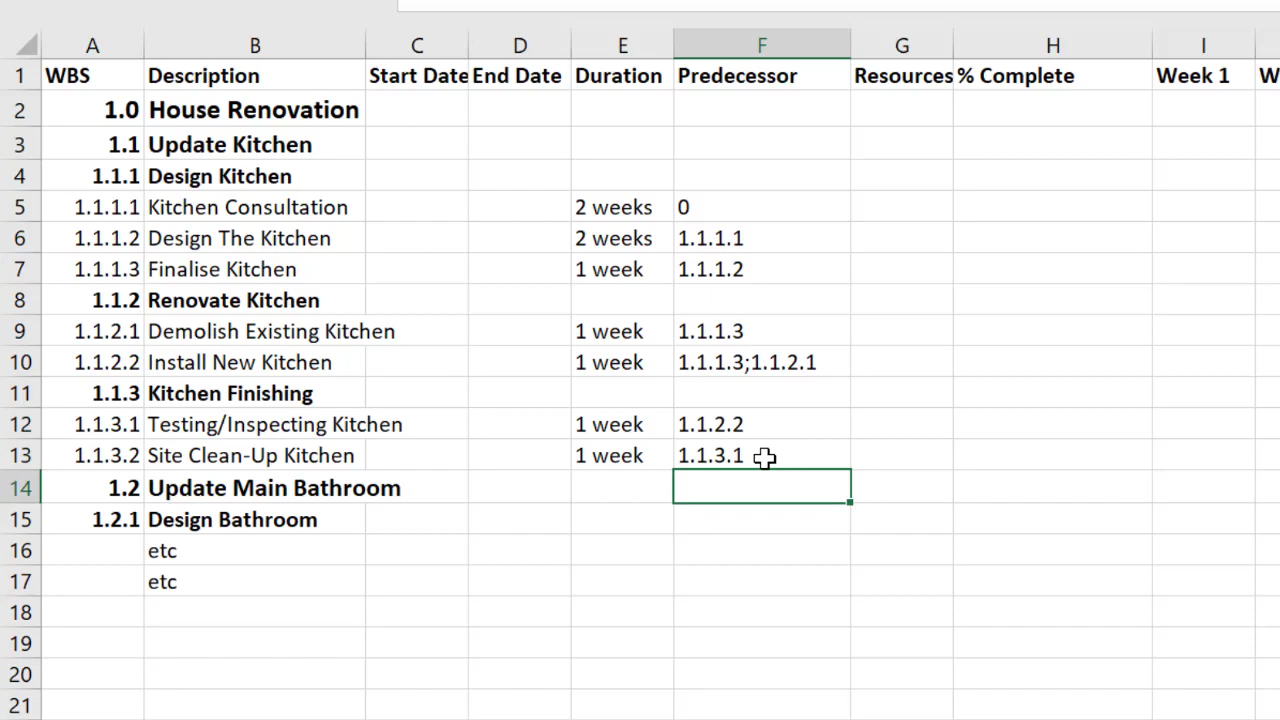 A B C D E F G H I
1 WBS Description Start Date End Date Duration Predecessor Resources % Complete Week 1 W
2 1.0 House Renovation
3 1.1 Update Kitchen
4 1.1.1 Design Kitchen
5 1.1.1.1 Kitchen Consultation 2 weeks 0
6 1.1.1.2 Design The Kitchen 2 weeks 1.1.1.1
7 1.1.1.3 Finalise Kitchen 1 week 1.1.1.2
8 1.1.2 Renovate Kitchen
9 1.1.2.1 Demolish Existing Kitchen 1 week 1.1.1.3
10 1.1.2.2 Install New Kitchen 1 week 1.1.1.3;1.1.2.1
11 1.1.3 Kitchen Finishing
12 1.1.3.1 Testing/Inspecting Kitchen 1 week 1.1.2.2
13 1.1.3.2 Site Clean-Up Kitchen 1 week 1.1.3.1
14 1.2 Update Main Bathroom
15 1.2.1 Design Bathroom
16 etc
17 etc
18
19
20
21